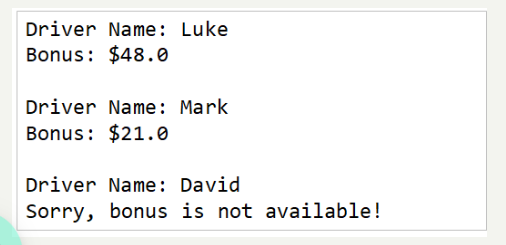 Driver Name: Luke
Bonus: $48.0
Driver Name: Mark
Bonus: $21.0
Driver Name: David
Sorry, bonus is not available!